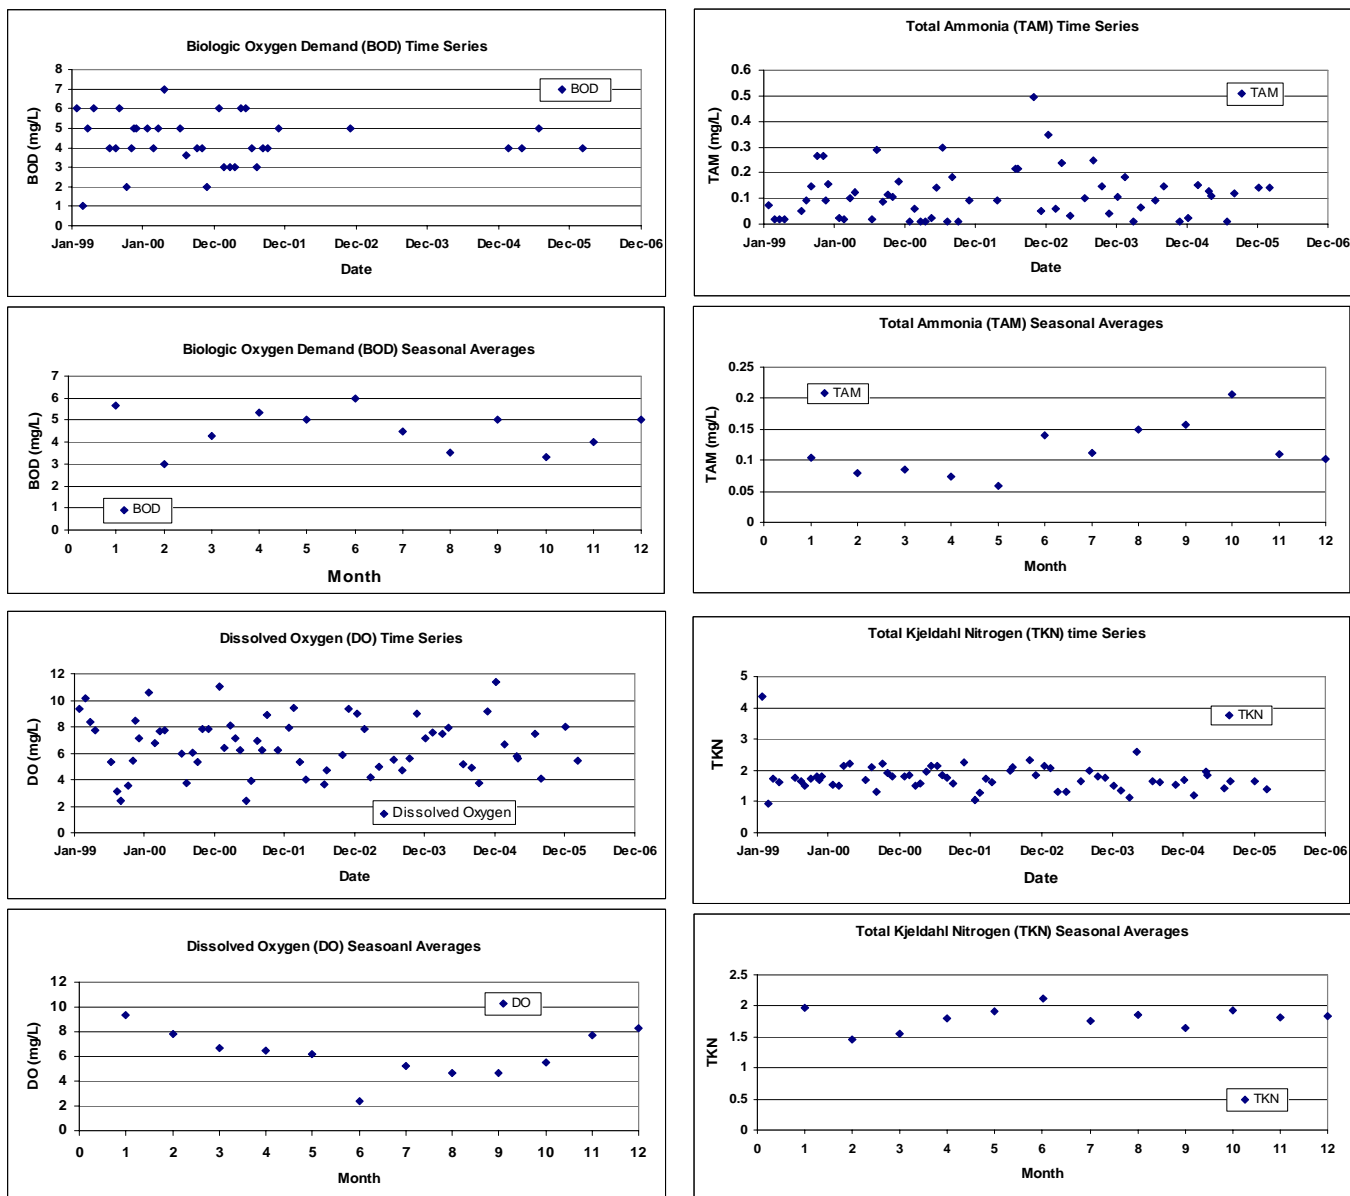 Biologic Oxygen Demand (BOD) Time Series
BOD (mg/L)
8
7
6
5
4
3
2
1
0
BOD
Jan-99 Jan-00 Dec-00 Dec-01 Dec-02 Dec-03 Dec-04 Dec-05 Dec-06
Date
Total Ammonia (TAM) Time Series
TAM (mg/L)
0.6
0.5
0.4
0.3
0.2
0.1
0
TAM
Jan-99 Jan-00 Dec-00 Dec-01 Dec-02 Dec-03 Dec-04 Dec-05 Dec-06
Date
Biologic Oxygen Demand (BOD) Seasonal Averages
BOD (mg/L)
7
6
5
4
3
2
1
0
BOD
0 1 2 3 4 5 6 7 8 9 10 11 12
Month
Total Ammonia (TAM) Seasonal Averages
TAM (mg/L)
0.25
0.2
0.15
0.1
0.05
0
TAM
0 1 2 3 4 5 6 7 8 9 10 11 12
Month
Dissolved Oxygen (DO) Time Series
DO (mg/L)
12
10
8
6
4
2
0
Dissolved Oxygen
Jan-99 Jan-00 Dec-00 Dec-01 Dec-02 Dec-03 Dec-04 Dec-05 Dec-06
Date
Total Kjeldahl Nitrogen (TKN) time Series
TKN
5
4
3
2
1
0
TKN
Jan-99 Jan-00 Dec-00 Dec-01 Dec-02 Dec-03 Dec-04 Dec-05 Dec-06
Date
Dissolved Oxygen (DO) Seasoanl Averages
DO (mg/L)
12
10
8
6
4
2
0
DO
0 1 2 3 4 5 6 7 8 9 10 11 12
Month
Total Kjeldahl Nitrogen (TKN) Seasonal Averages
TKN
2.5
2
1.5
1
0.5
0
TKN
0 1 2 3 4 5 6 7 8 9 10 11 12
Month